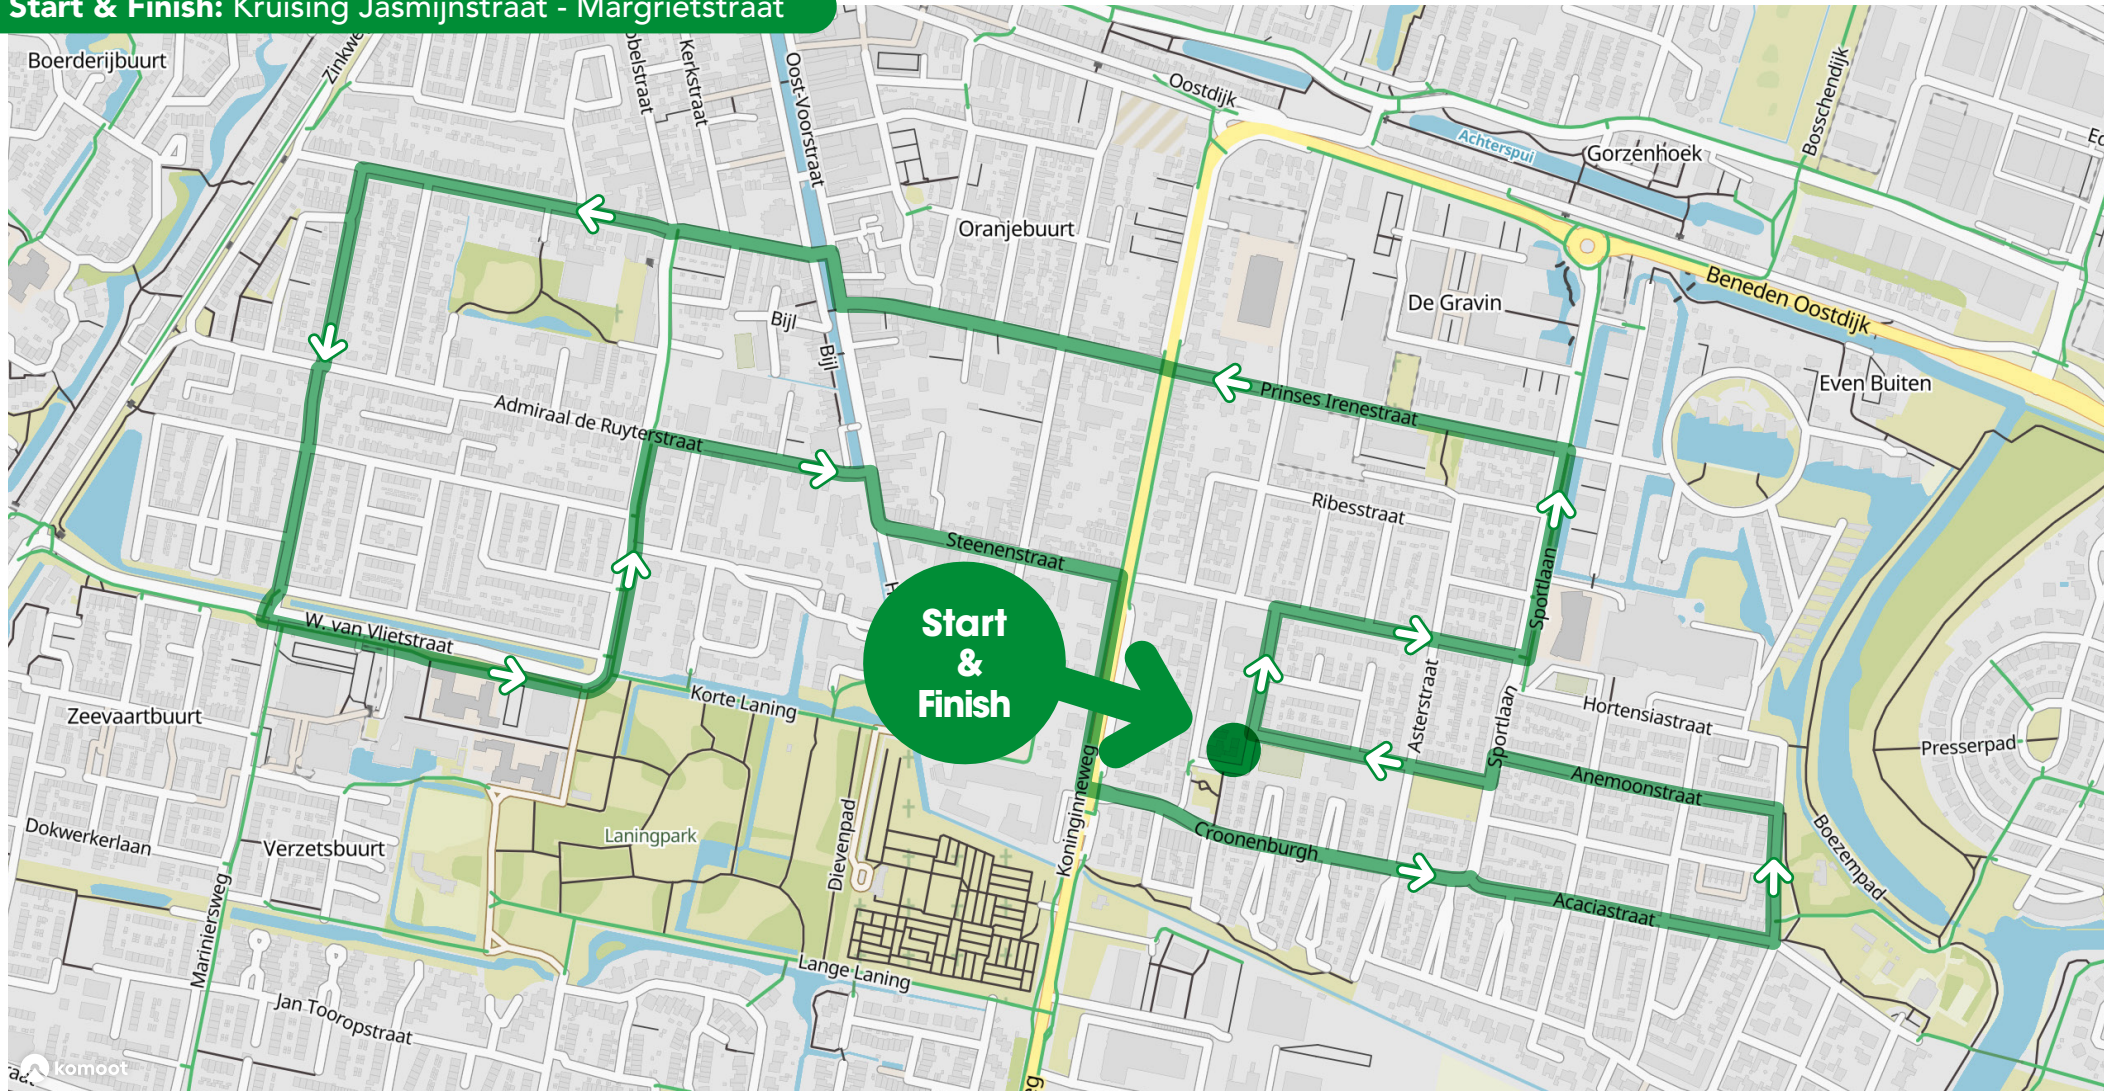 Start & Finish: Kruising Jasmijnstraat - Margrietstraat
Boerderijbuurt
Kerkstraat
Oost-Voorstraat
Oostdijk
Achterspui
Gorzenhoek
Bosschendijk
Oranjebuurt
De Gravin
Beneden Oostdijk
Even Buiten
Bijl
Bijl
Prinses Irenestraat
Admiraal de Ruyterstraat
Ribesstraat
Steenenstraat
Sportlaan
Start
&
Finish
W. van Vlietstraat
Korte Laning
Zeevaartbuurt
Asterstraat
Sportlaan
Hortensiastraat
Presserpad
Anemoonstraat
Koninginneweg
Croonenburgh
Dokwerkerlaan
Verzetsbuurt
Laningpark
Dievenpad
Boezempad
Acaciastraat
Mariniersweg
Lange Laning
Jan Tooropstraat
komoot